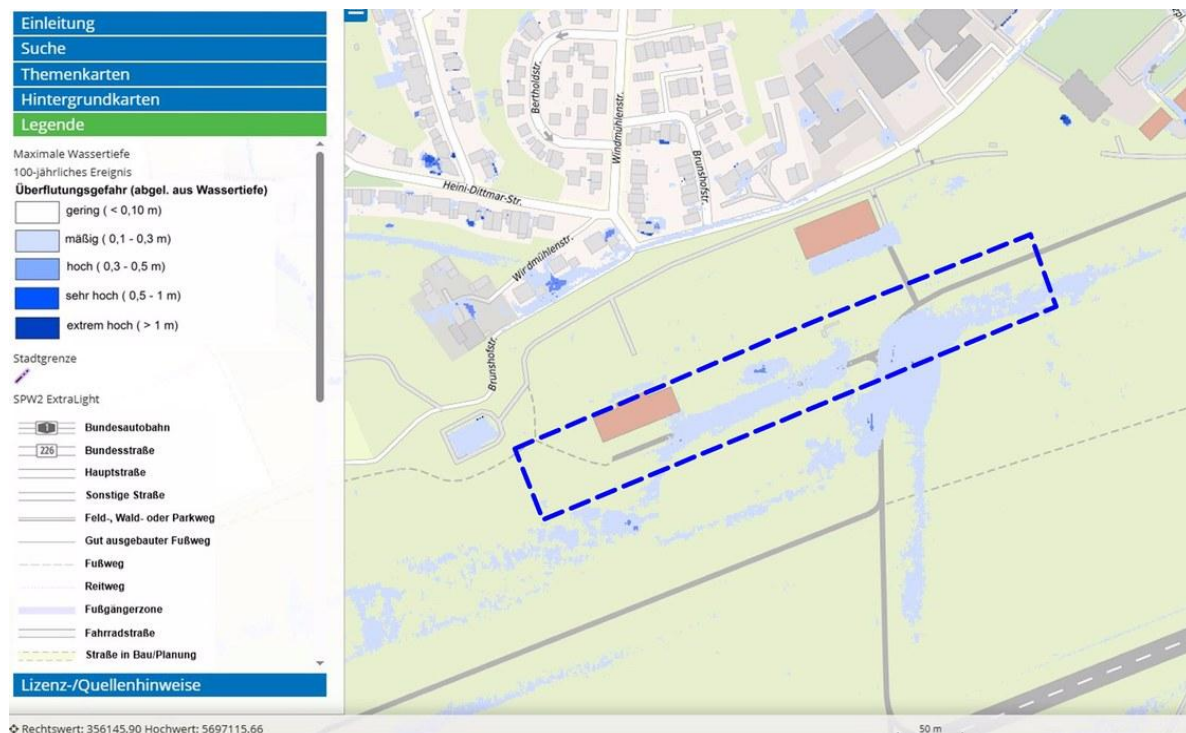 Einleitung
Suche
Themenkarten
Hintergrundkarten
Legende
Maximale Wassertiefe
100-jährliches Ereignis
Überflutungsgefahr (abgel. aus Wassertiefe)
gering ( < 0,10 m)
mäßig ( 0,1 - 0,3 m)
hoch ( 0,3 - 0,5 m)
sehr hoch ( 0,5 - 1 m)
extrem hoch ( > 1 m)
Stadtgrenze
SPW2 ExtraLight
1 Bundesautobahn
226 Bundesstraße
Hauptstraße
Sonstige Straße
Feld-, Wald- oder Parkweg
Gut ausgebauter Fußweg
Fußweg
Reitweg
Fußgängerzone
Fahrradstraße
Straße in Bau/Planung
Lizenz-/Quellenhinweise
Rechtswert: 356145.90 Hochwert: 5697115.66
50 m
Bertholdstr.
Windmühlenstr.
Brunshofstr.
Heini-Dittmar-Str.
Windmühlenstr.
Brunshofstr.